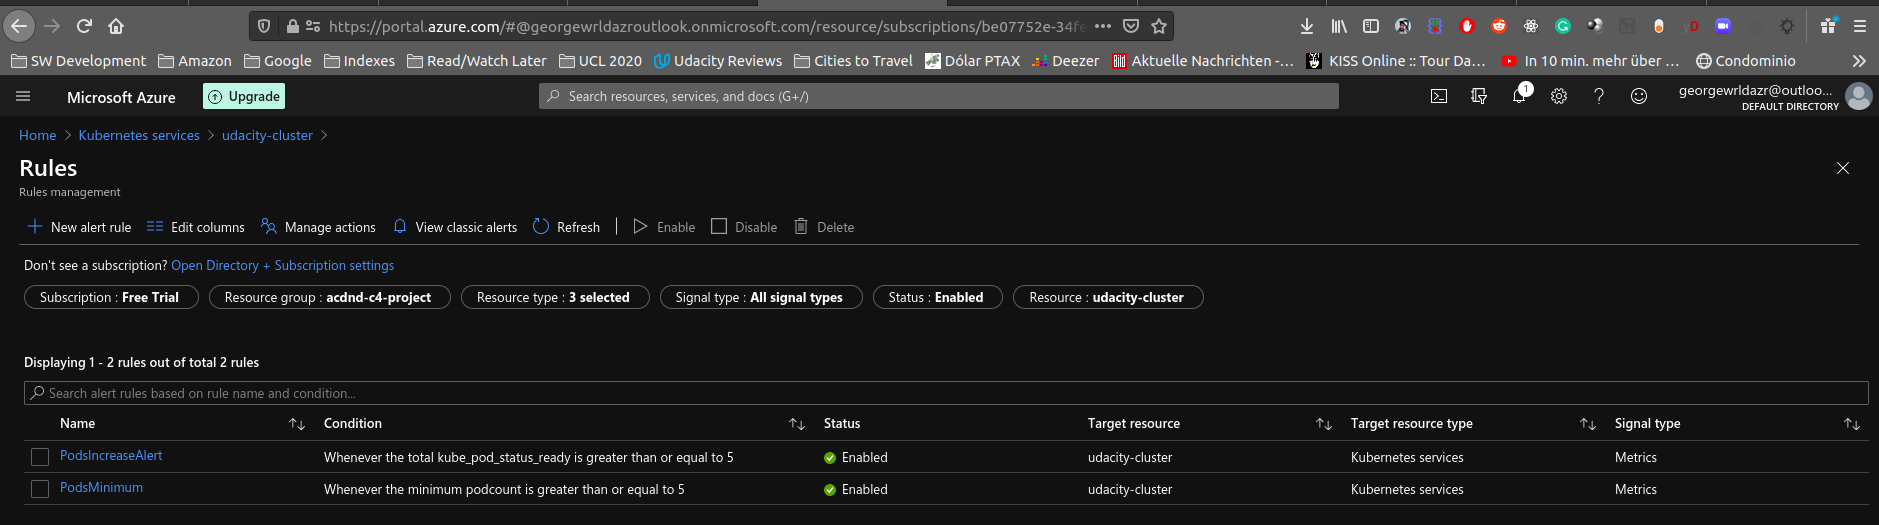 https://portal.azure.com/#@georgewrldazroutlook.onmicrosoft.com/resource/subscriptions/be07752e-34fe
SW Development Amazon Google Indexes Read/Watch Later UCL 2020 Udacity Reviews Cities to Travel Dólar PTAX Deezer Aktuelle Nachrichten -... KISS Online :: Tour Da... In 10 min. mehr über ... Condominio
Microsoft Azure Upgrade Search resources, services, and docs (G+/) 1 georgewrldazr@outloo...
DEFAULT DIRECTORY
Home > Kubernetes services > udacity-cluster >
Rules
Rules management
New alert rule Edit columns Manage actions View classic alerts Refresh Enable Disable Delete
Don't see a subscription? Open Directory + Subscription settings
Subscription : Free Trial Resource group : acdnd-c4-project Resource type : 3 selected Signal type : All signal types Status : Enabled Resource : udacity-cluster
Displaying 1 - 2 rules out of total 2 rules
Search alert rules based on rule name and condition...
Name Condition Status Target resource Target resource type Signal type
PodsIncreaseAlert Whenever the total kube_pod_status_ready is greater than or equal to 5 Enabled udacity-cluster Kubernetes services Metrics
PodsMinimum Whenever the minimum podcount is greater than or equal to 5 Enabled udacity-cluster Kubernetes services Metrics